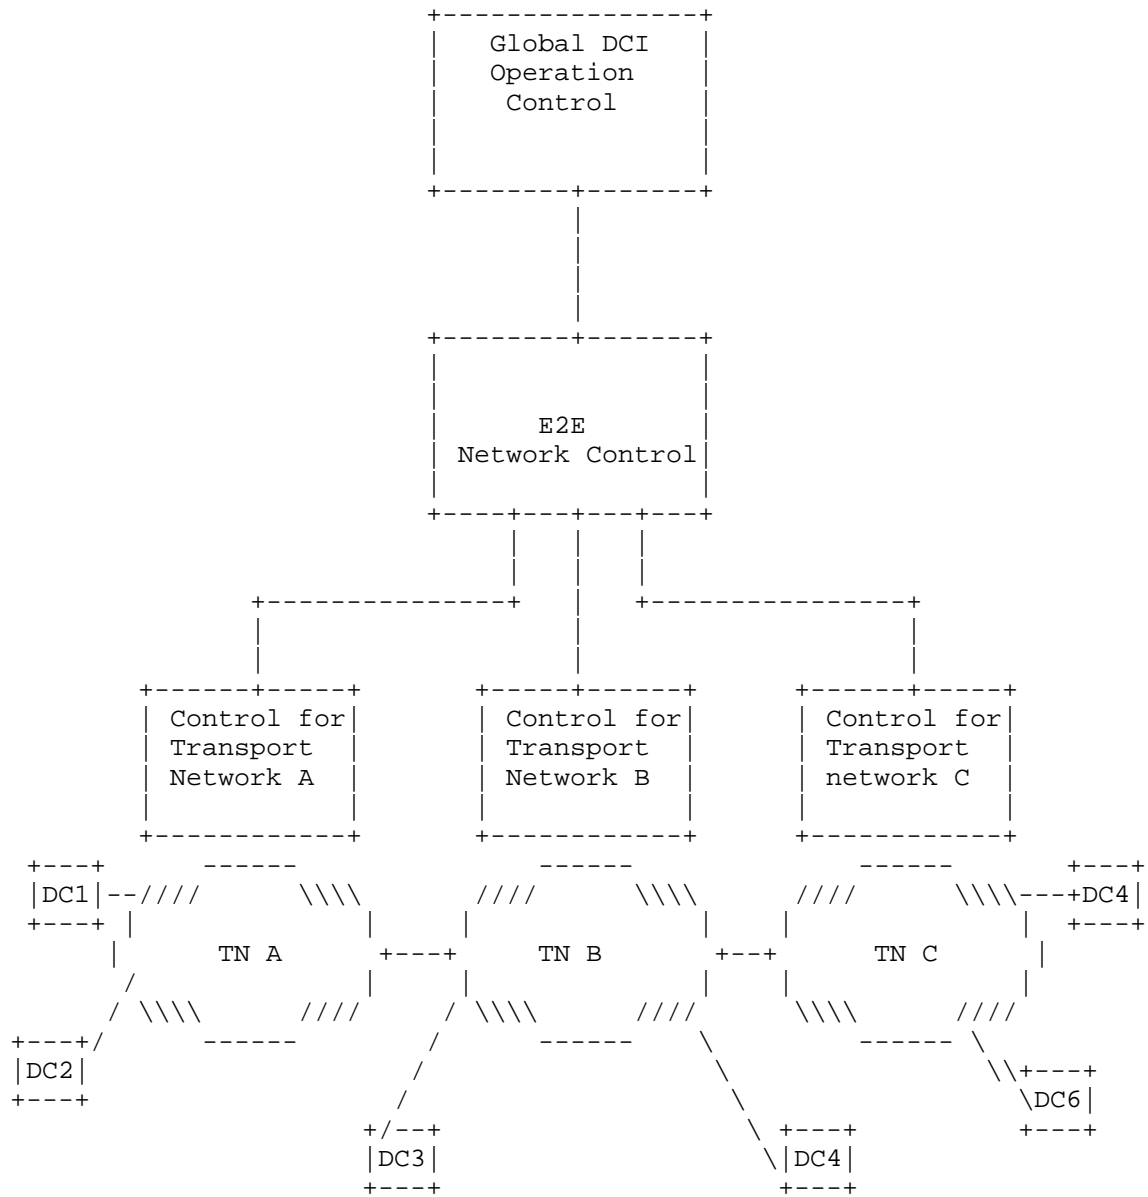 Global DCI
Operation
Control
E2E
Network Control
Control for Control for Control for
Transport Transport Transport
Network A Network B network C
DC1 DC4
TN A TN B TN C
DC2
DC6
DC3 DC4